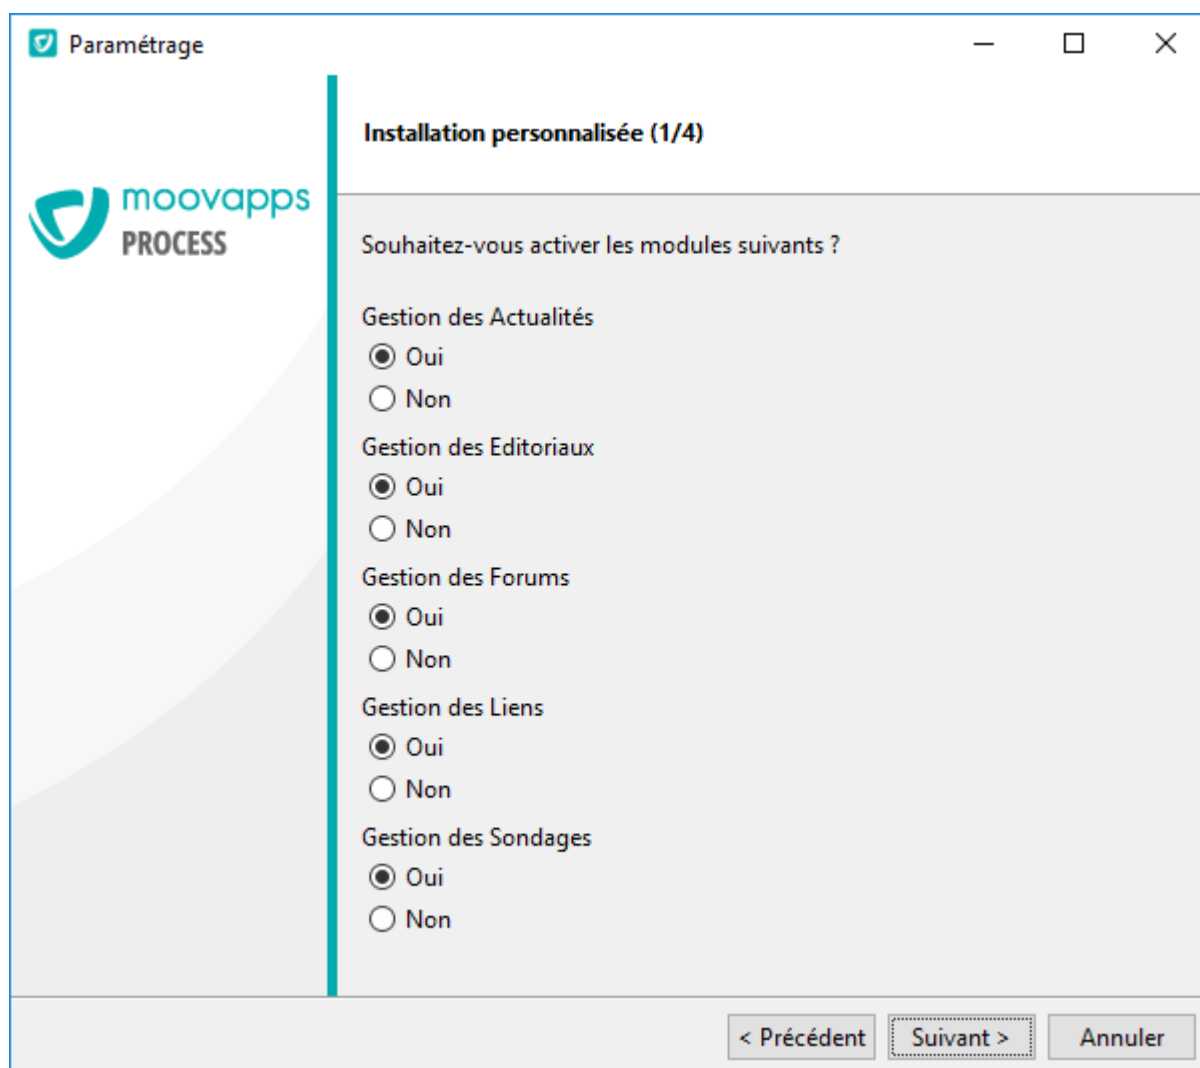 Paramétrage
Installation personnalisée (1/4)
moovapps
PROCESS
Souhaitez-vous activer les modules suivants ?
Gestion des Actualités
Oui
Non
Gestion des Editoriaux
Oui
Non
Gestion des Forums
Oui
Non
Gestion des Liens
Oui
Non
Gestion des Sondages
Oui
Non
< Précédent
Suivant >
Annuler